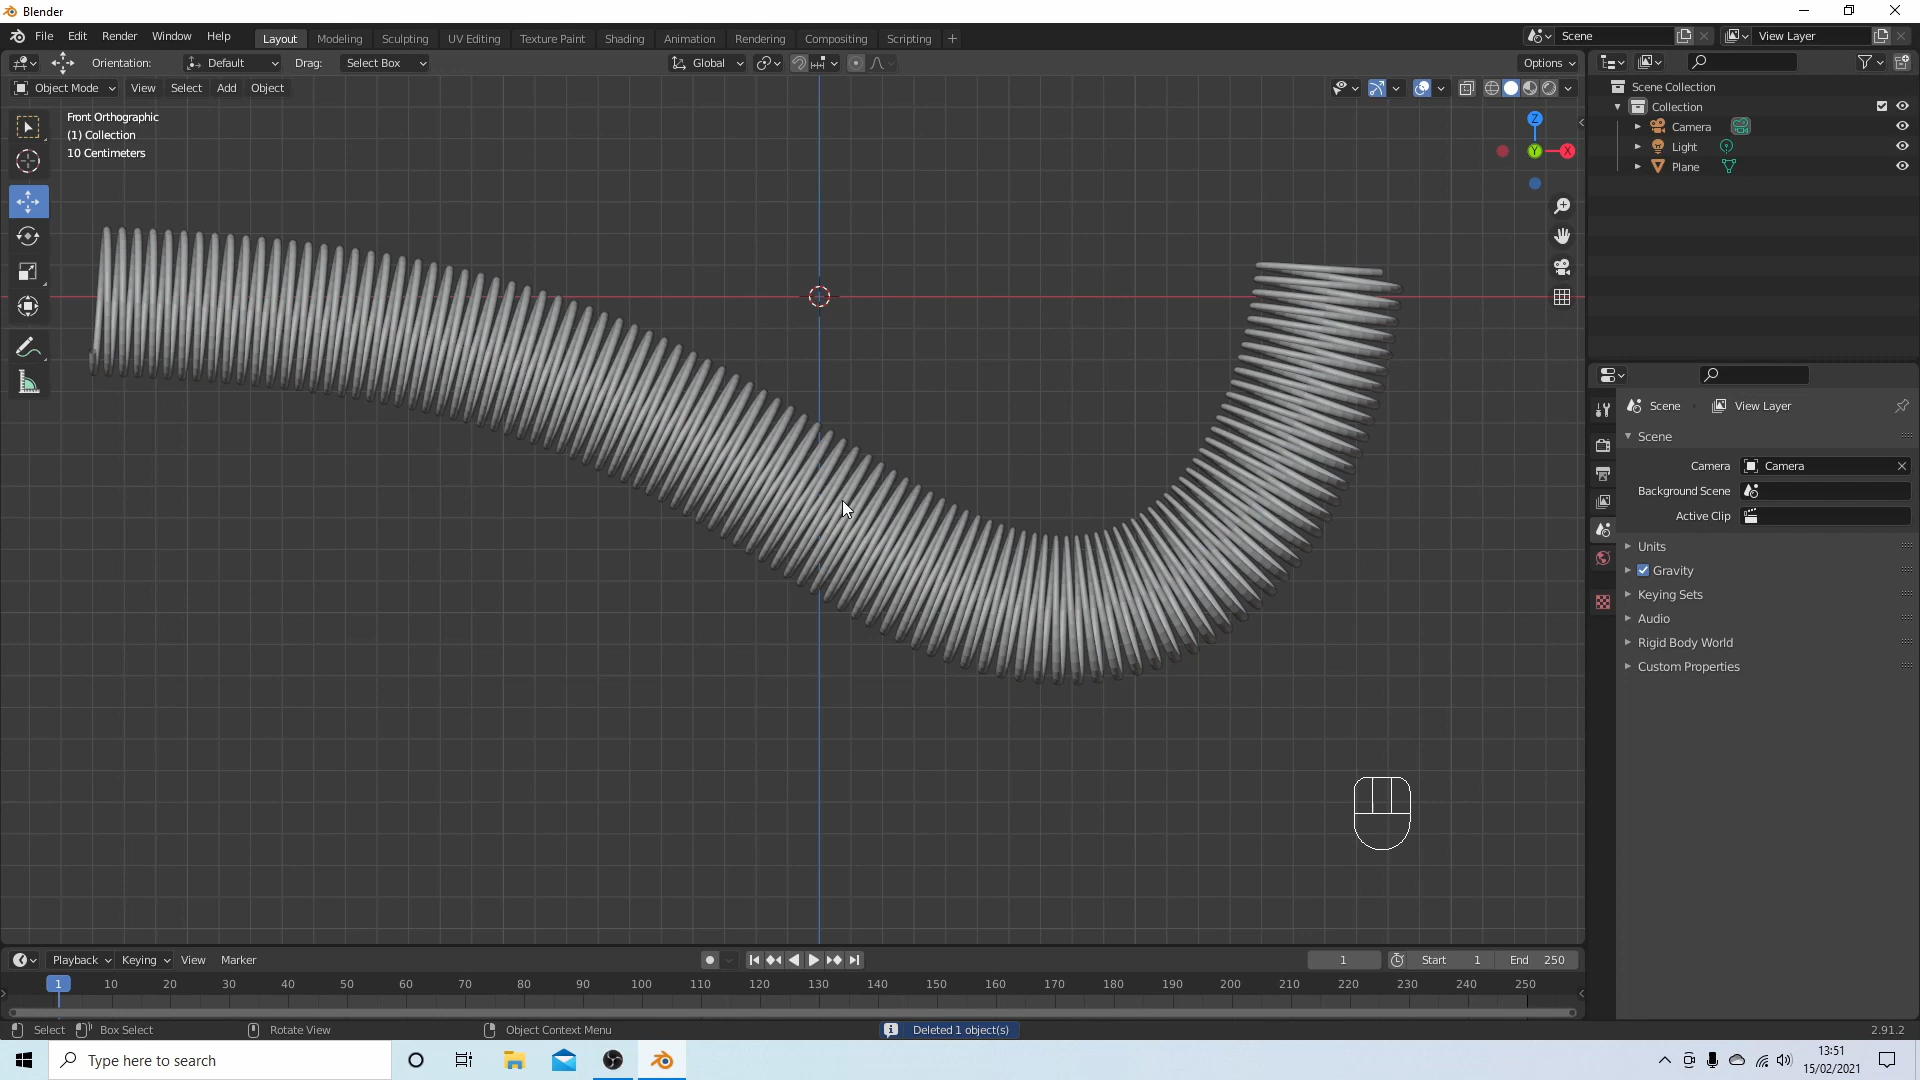 Blender
File Edit Render Window Help
Layout Modeling Sculpting UV Editing Texture Paint Shading Animation Rendering Compositing Scripting
Scene
View Layer
Orientation: Default Drag: Select Box
Global
Options
Object Mode View Select Add Object
Front Orthographic
(1) Collection
10 Centimeters
Z
Y
X
Scene Collection
Collection
Camera
Light
Plane
Scene View Layer
Scene
Camera Camera
Background Scene
Active Clip
Units
Gravity
Keying Sets
Audio
Rigid Body World
Custom Properties
Playback Keying View Marker
1 Start 1 End 250
1 10 20 30 40 50 60 70 80 90 100 110 120 130 140 150 160 170 180 190 200 210 220 230 240 250
Select Box Select Rotate View Object Context Menu Deleted 1 object(s) 2.91.2
Type here to search
13:51
15/02/2021